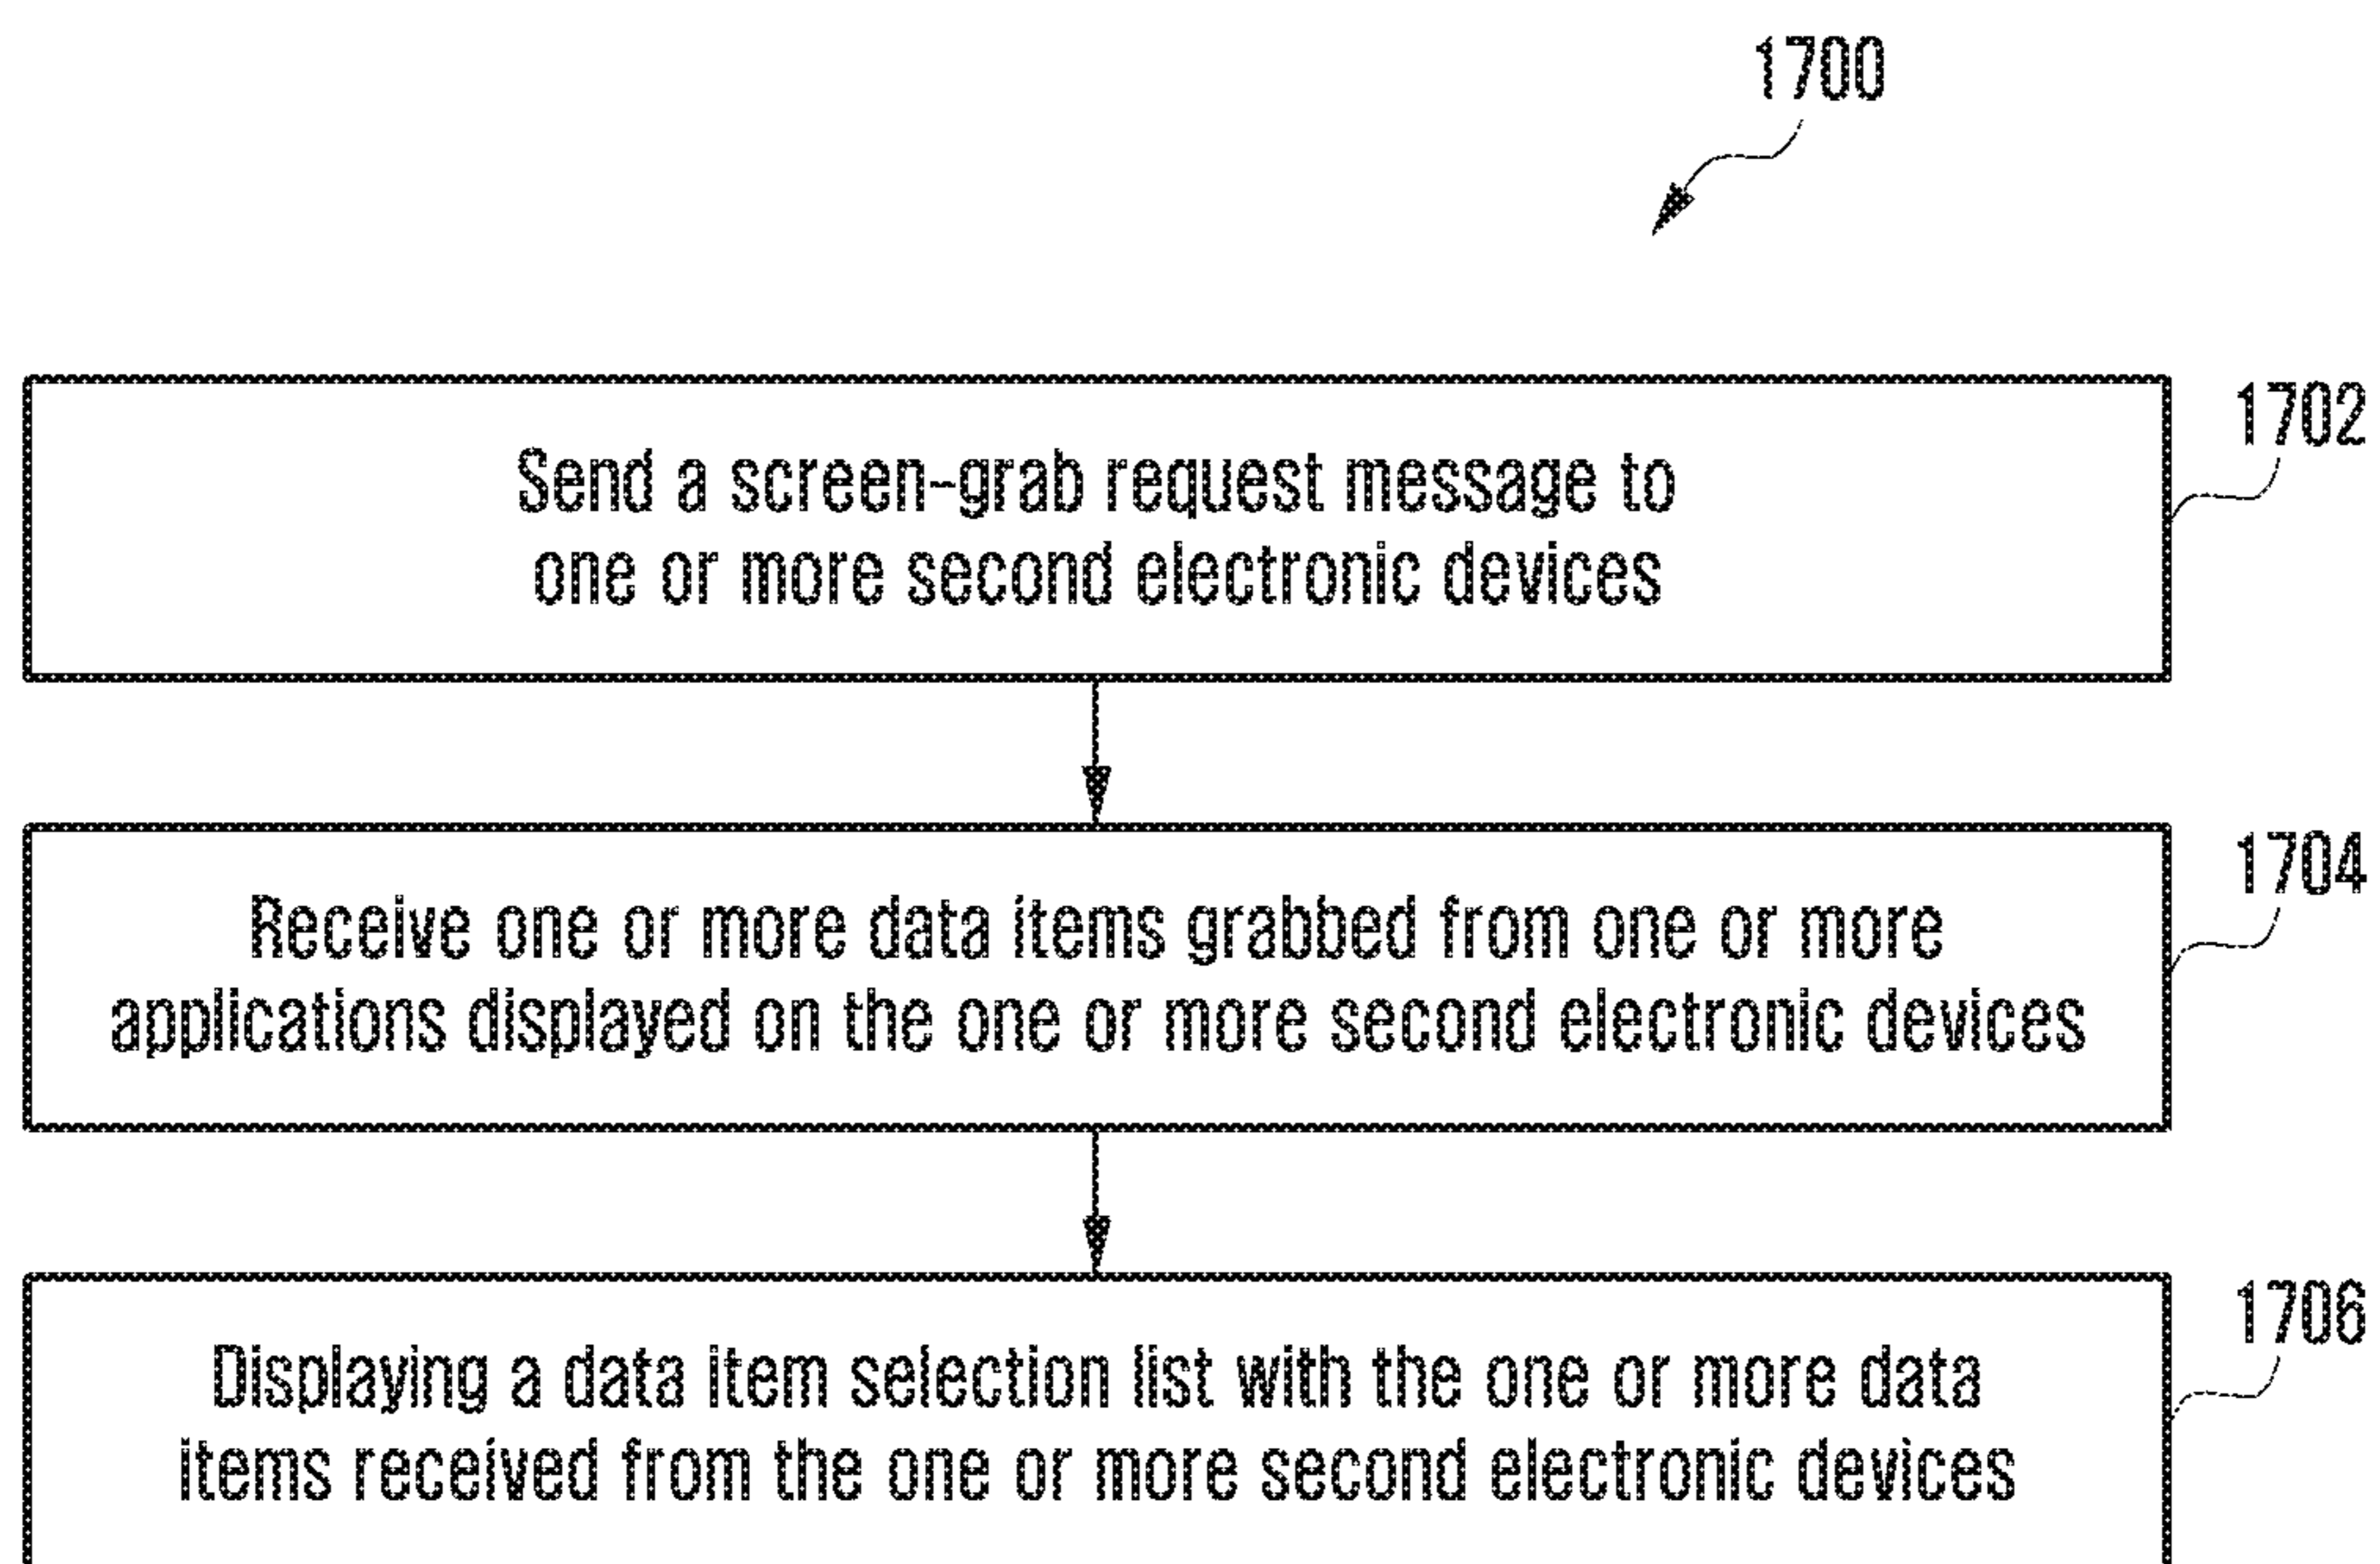 1700
1702
Send a screen-grab request message to
one or more second electronic devices
1704
Receive one or more data items grabbed from one or more
applications displayed on the one or more second electronic devices
1706
Displaying a data item selection list with the one or more data
items received from the one or more second electronic devices